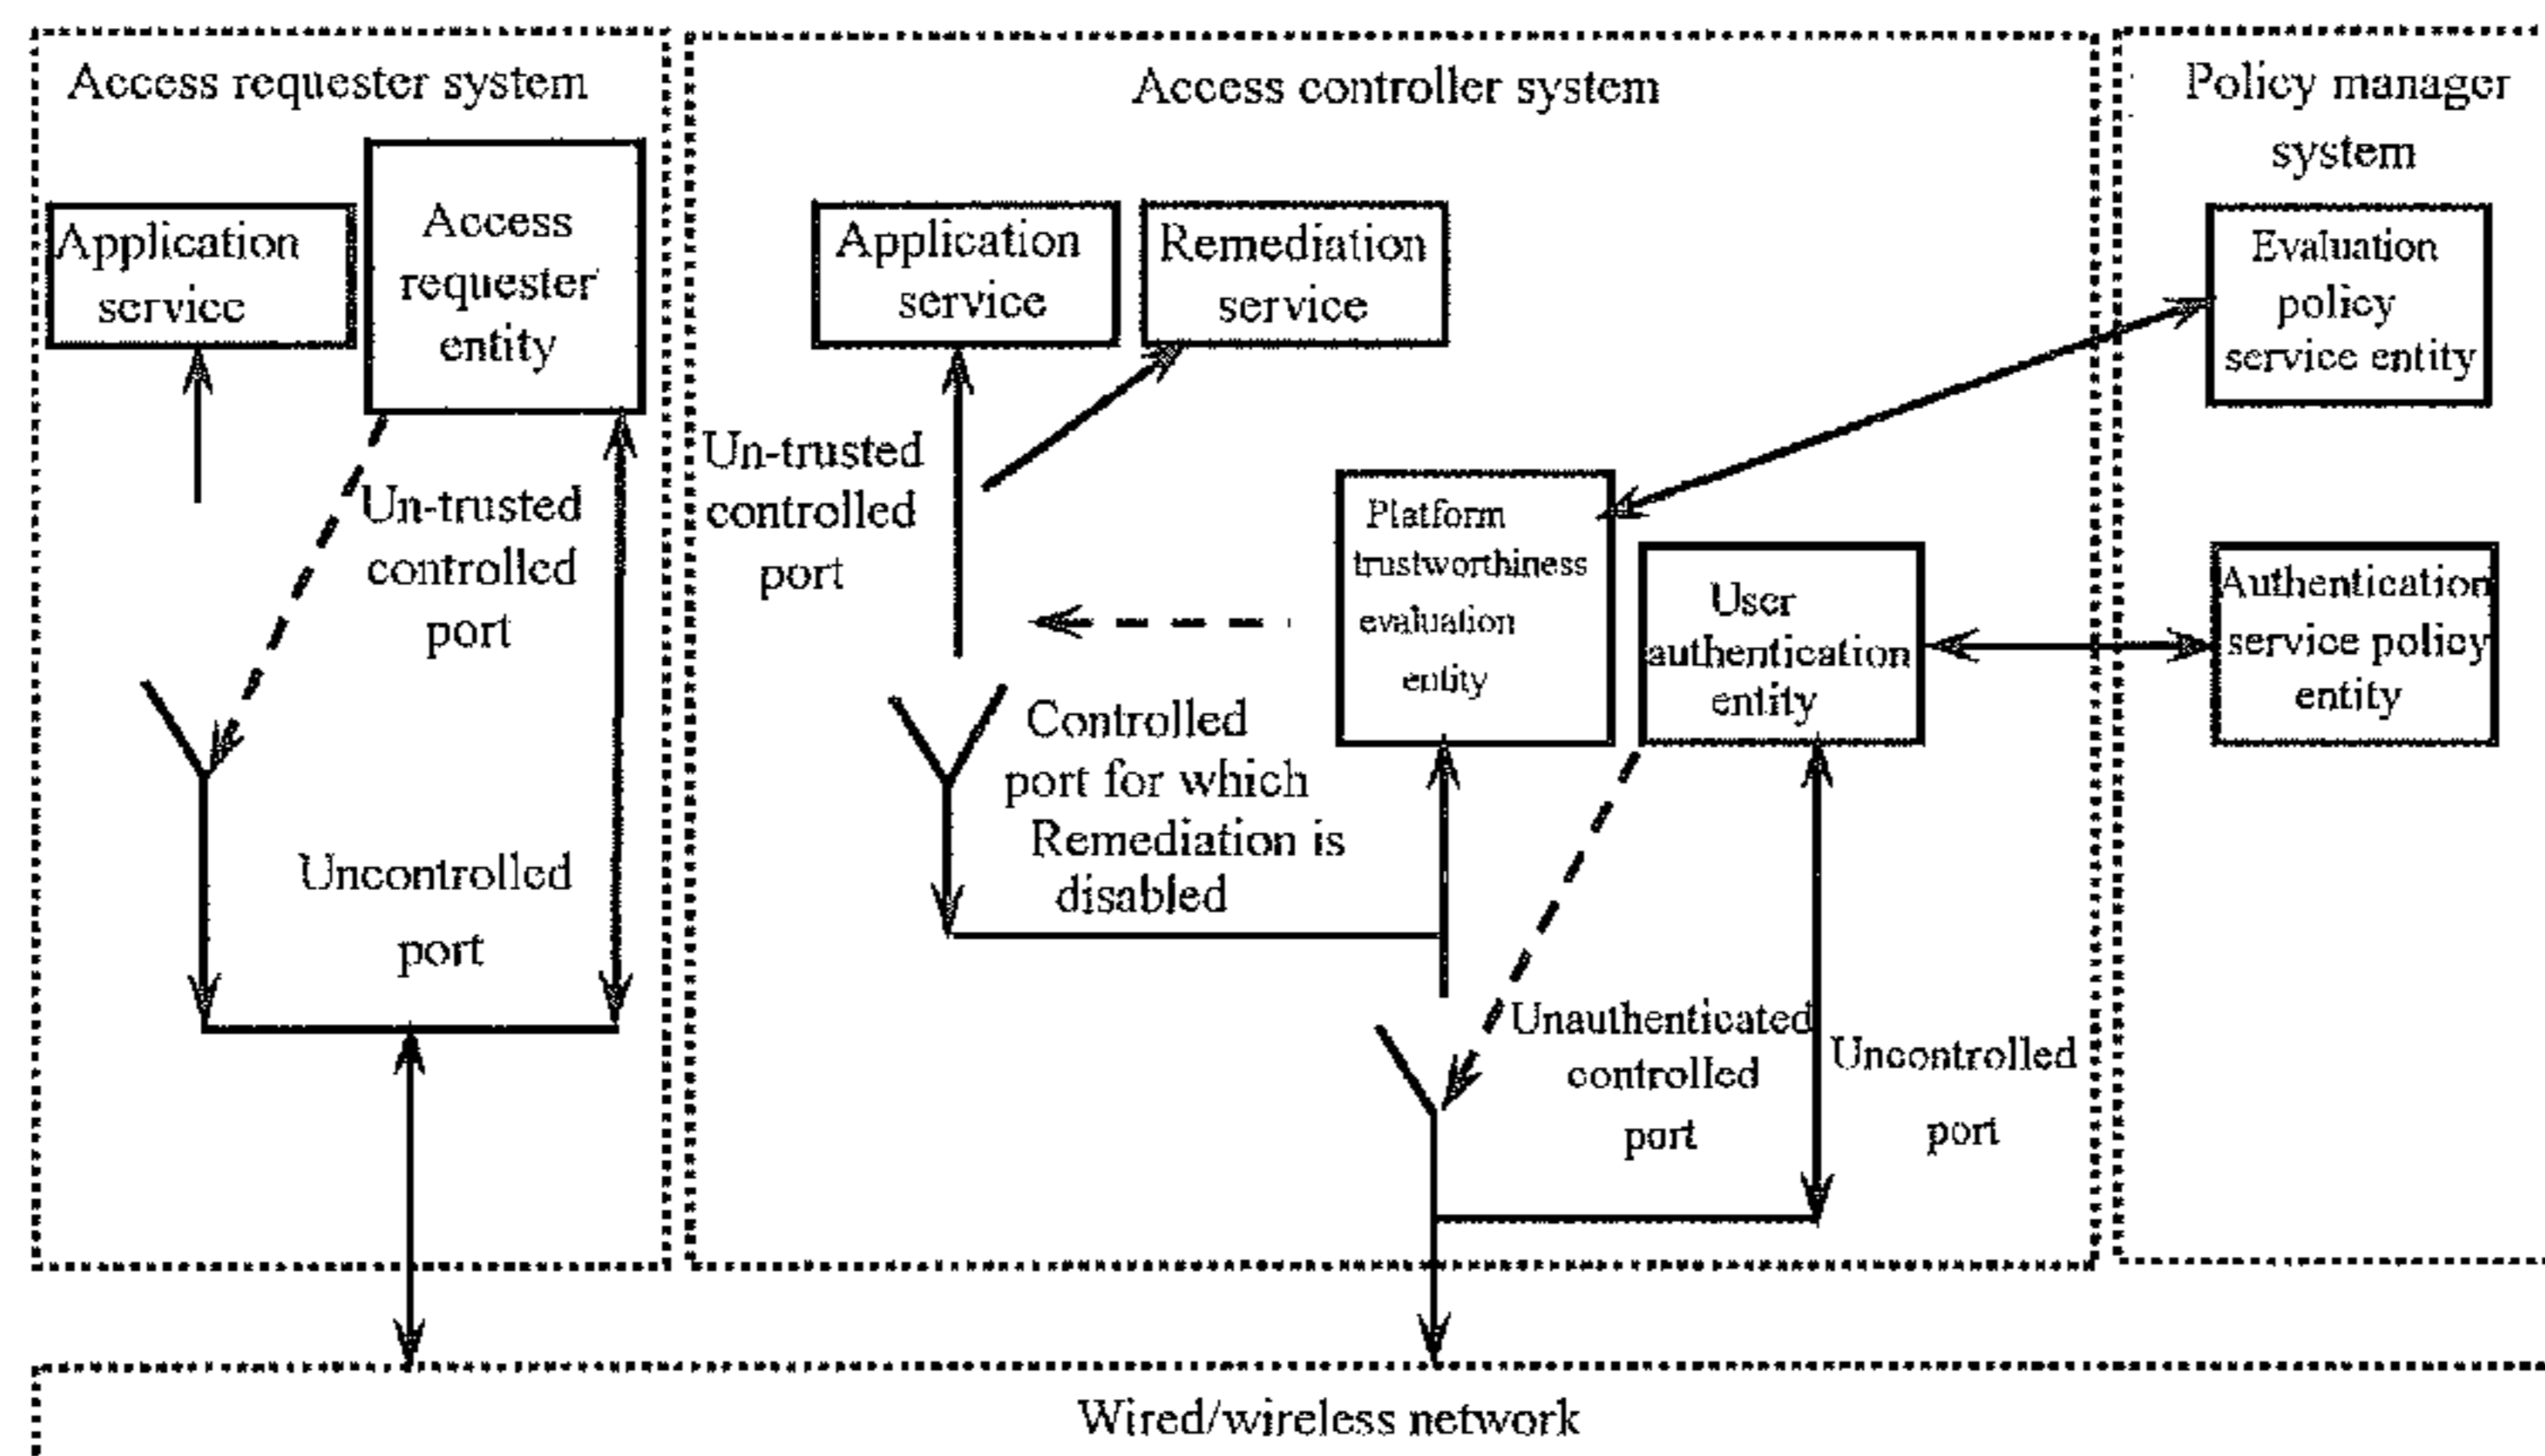 Access requester system
Application
service
Access
requester
entity
Un-trusted
controlled
port
Uncontrolled
port
Access controller system
Application
service
Remediation
service
Un-trusted
controlled
port
Controlled
port for which
Remediation is
disabled
Platform
trustworthiness
evaluation
entity
User
authentication
entity
Unauthenticated
controlled
port
Uncontrolled
port
Policy manager
system
Evaluation
policy
service entity
Authentication
service policy
entity
Wired/wireless network